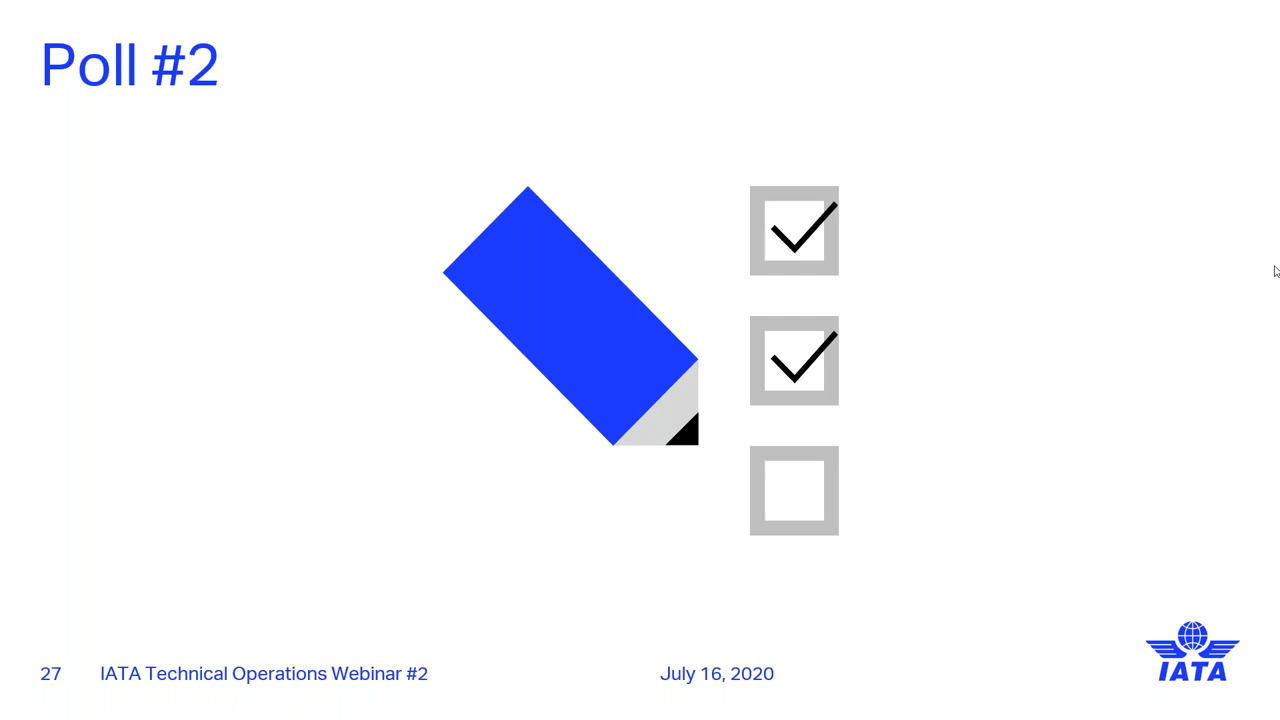 Poll #2
27 IATA Technical Operations Webinar #2 July 16, 2020
IATA